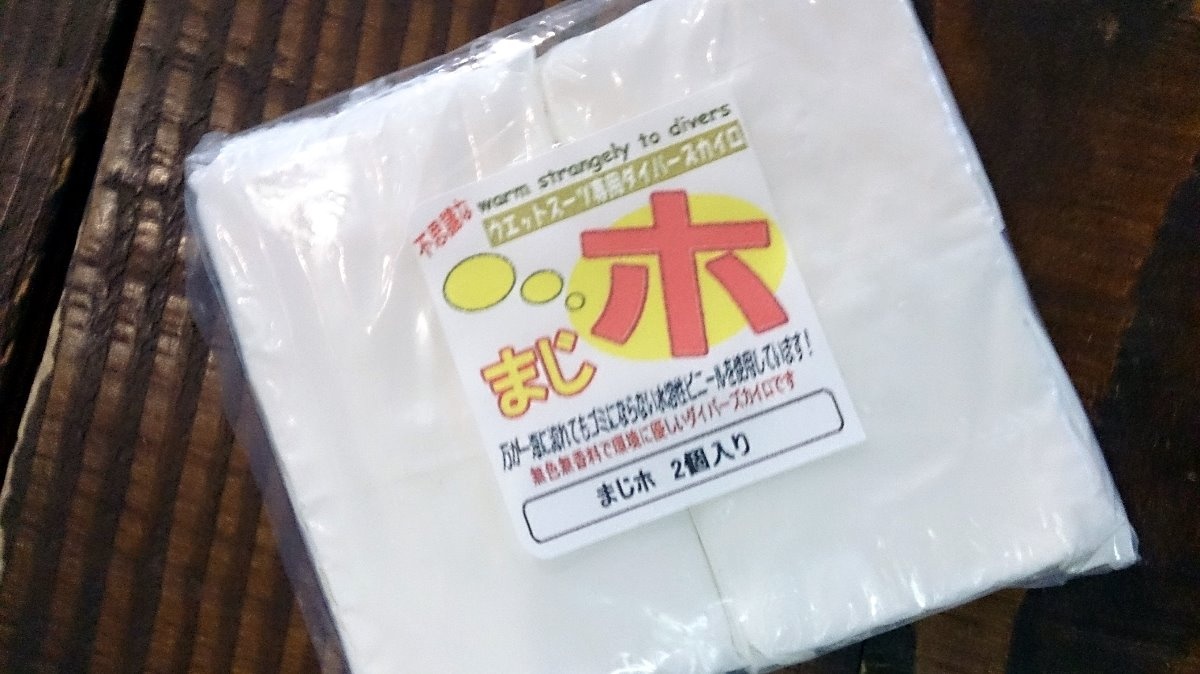 不思議な warm strangely to divers
ウエットスーツ専用ダイバーズカイロ
まじホ
万が一海に流れてもゴミにならない水溶性ビニールを使用しています！
無色無香料で環境に優しいダイバーズカイロです
まじホ 2個入り